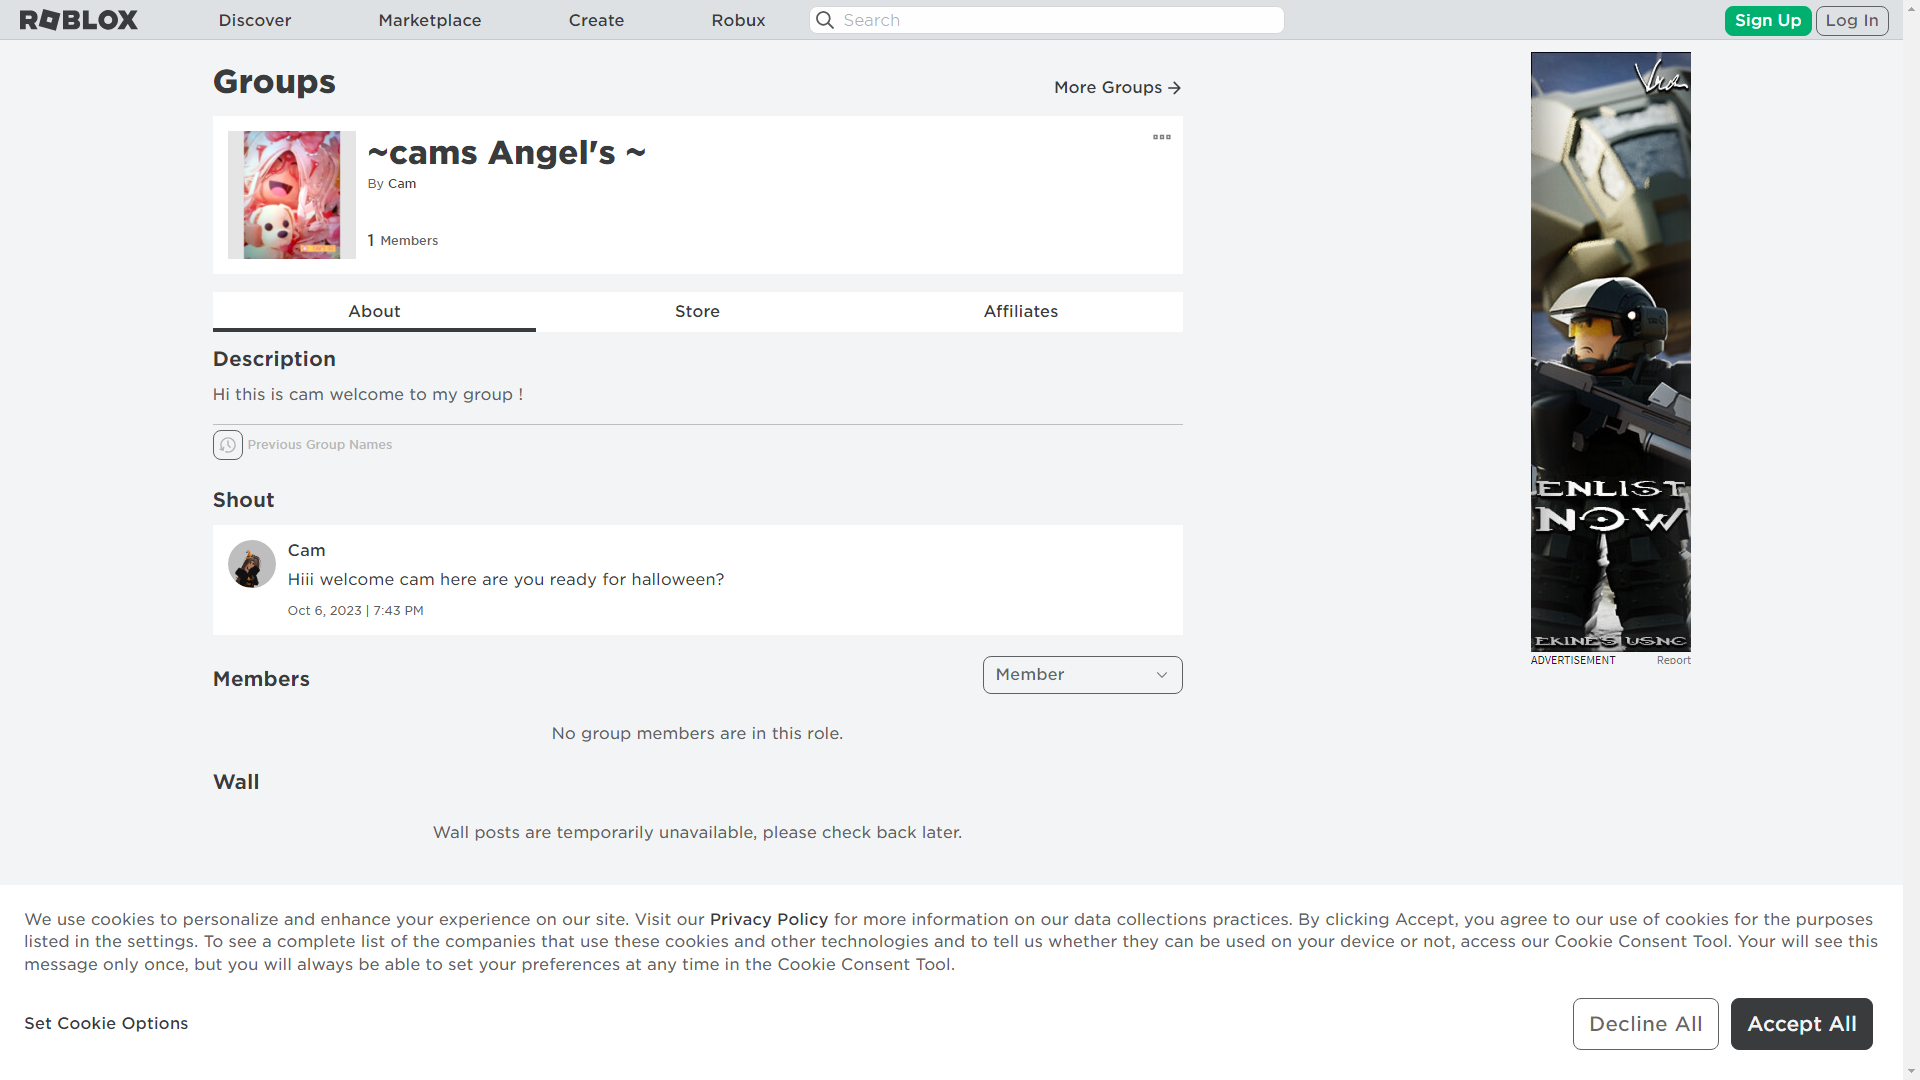 ROBLOX
Discover
Marketplace
Create
Robux
Search
Sign Up
Log In
Groups
More Groups
~cams Angel's ~
By Cam
1 Members
About
Store
Affiliates
Description
Hi this is cam welcome to my group !
Previous Group Names
Shout
Cam
Hiii welcome cam here are you ready for halloween?
Oct 6, 2023 | 7:43 PM
Members
Member
No group members are in this role.
Wall
Wall posts are temporarily unavailable, please check back later.
ENLIST
NOW
EKINE'S USNC
ADVERTISEMENT
Report
We use cookies to personalize and enhance your experience on our site. Visit our Privacy Policy for more information on our data collections practices. By clicking Accept, you agree to our use of cookies for the purposes
listed in the settings. To see a complete list of the companies that use these cookies and other technologies and to tell us whether they can be used on your device or not, access our Cookie Consent Tool. Your will see this
message only once, but you will always be able to set your preferences at any time in the Cookie Consent Tool.
Set Cookie Options
Decline All
Accept All